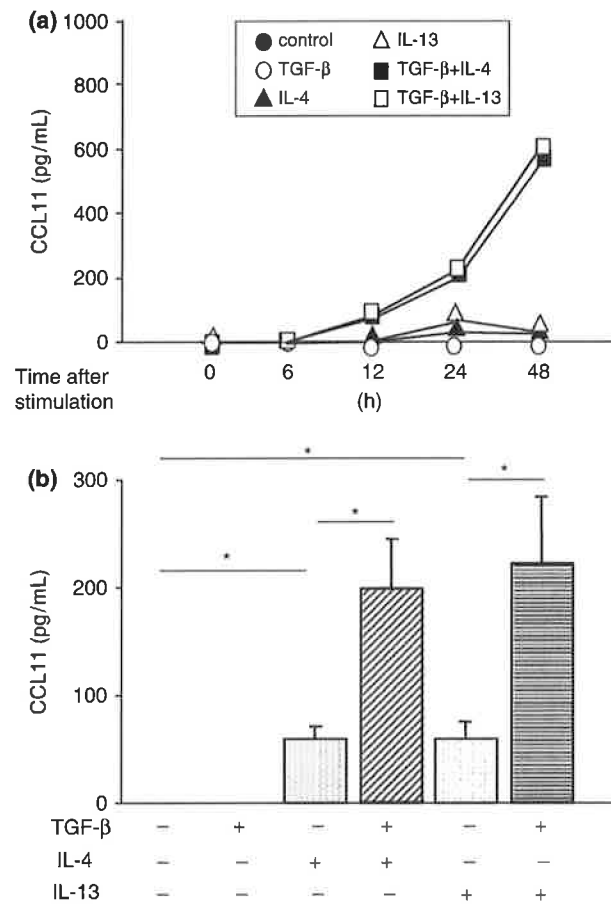 (a)
1000
800
600
400
200
0
CCL11 (pg/mL)
control
TGF-β
IL-4
IL-13
TGF-β+IL-4
TGF-β+IL-13
Time after
stimulation
0 6 12 24 48
(h)
(b)
300
200
100
0
CCL11 (pg/mL)
* * * *
TGF-β – + – + – +
IL-4 – – + + – –
IL-13 – – – – + +